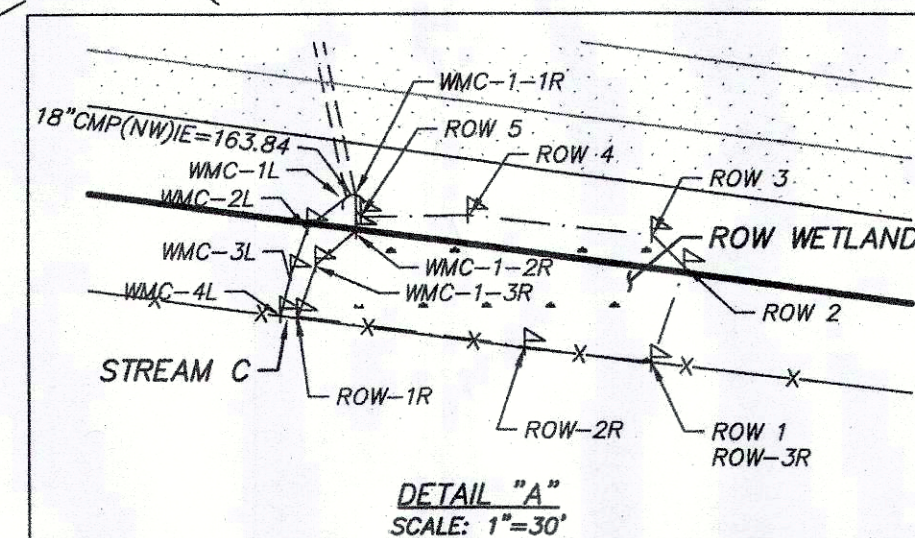 WMC-1-1R
18"CMP(NW)IE=163.84
ROW 5
ROW 4
WMC-1L
ROW 3
WMC-2L
ROW WETLAND
WMC-3L
WMC-1-2R
WMC-1-3R
WMC-4L
ROW 2
STREAM C
ROW-1R
ROW-2R
ROW 1
ROW-3R
DETAIL "A"
SCALE: 1"=30'